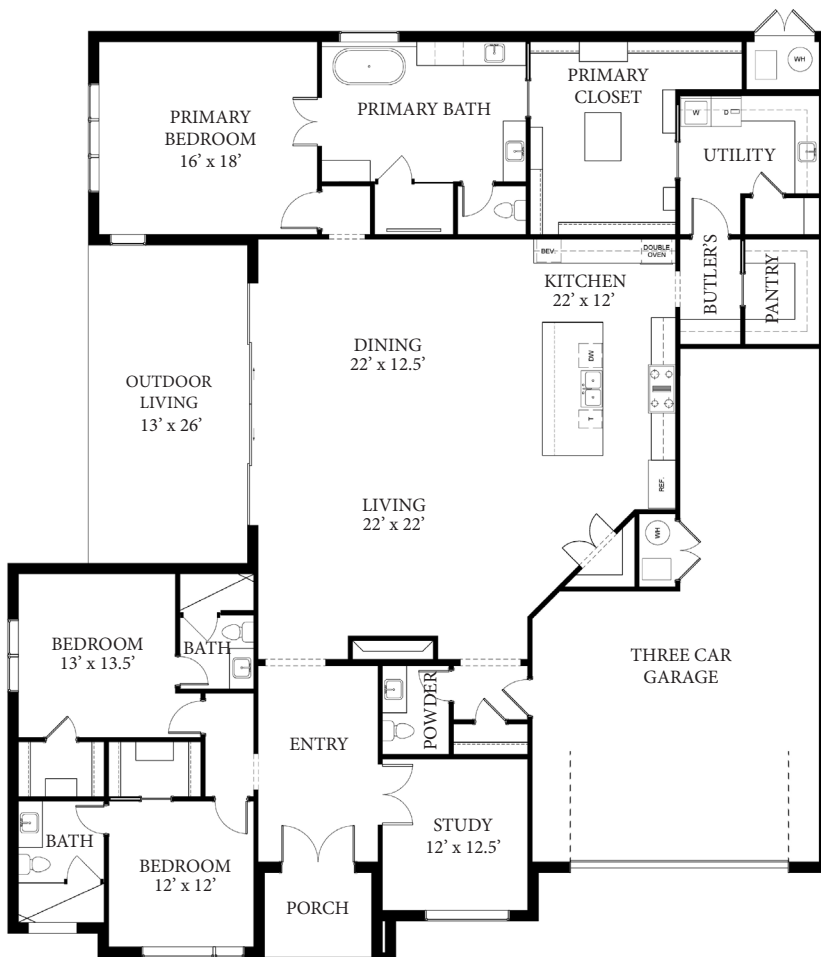 WH
PRIMARY
CLOSET
PRIMARY
BEDROOM
16’ x 18’
PRIMARY BATH
W
D
UTILITY
BEV.
DOUBLE
OVEN
KITCHEN
22’ x 12’
BUTLER’S
PANTRY
DINING
22’ x 12.5’
DW
T
OUTDOOR
LIVING
13’ x 26’
LIVING
22’ x 22’
REF.
WH
BEDROOM
13’ x 13.5’
BATH
THREE CAR
GARAGE
POWDER
ENTRY
BATH
BEDROOM
12’ x 12’
STUDY
12’ x 12.5’
PORCH